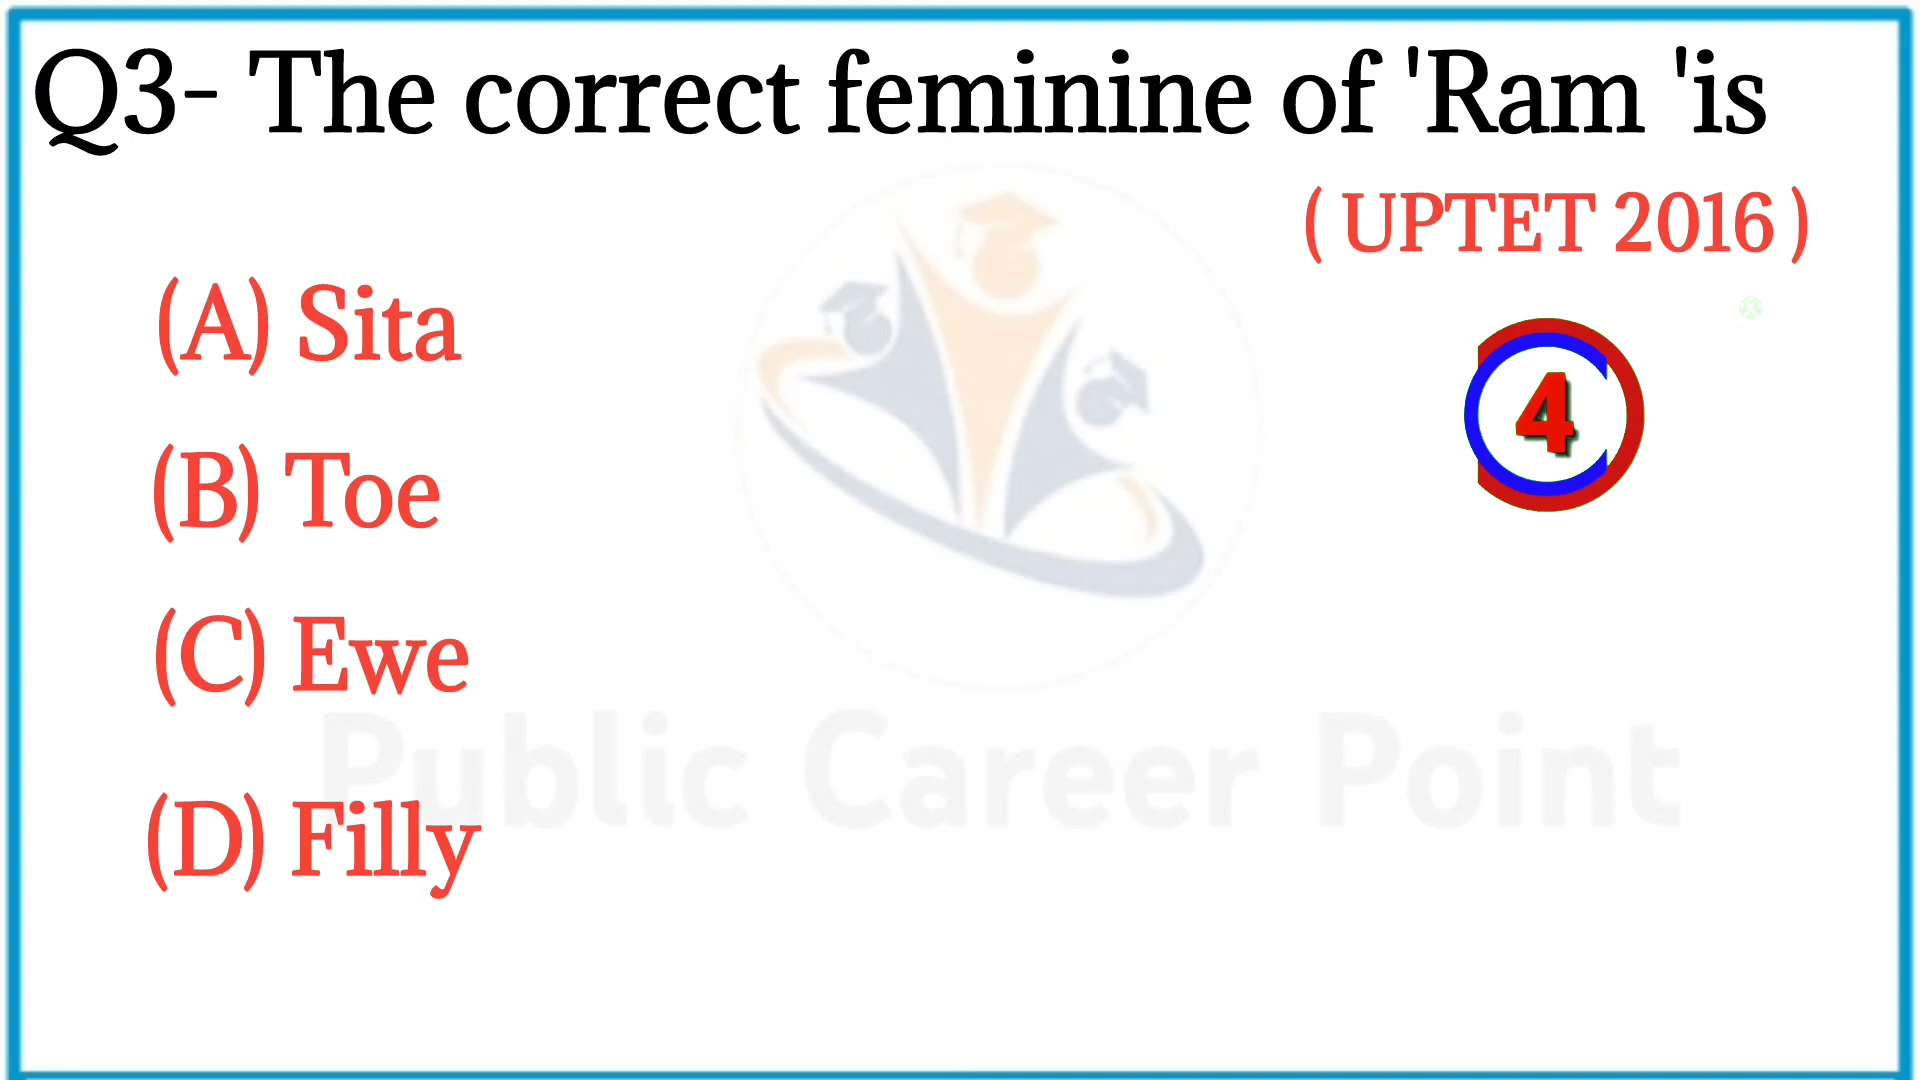 Q3- The correct feminine of 'Ram 'is
( UPTET 2016 )
(A) Sita
4
(B) Toe
(C) Ewe
Public Career Point
(D) Filly